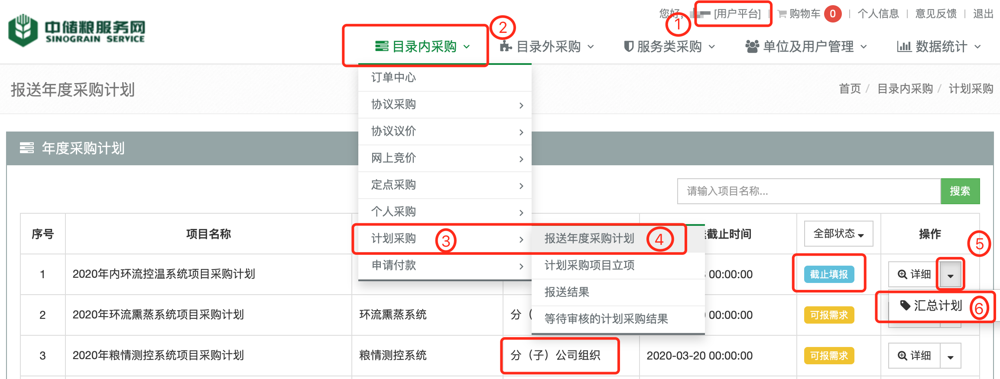 您好, [用户平台] 购物车 0 个人信息 意见反馈 退出
中储粮服务网
SINOGRAIN SERVICE
① ②
目录内采购 目录外采购 服务类采购 单位及用户管理 数据统计
报送年度采购计划
首页 / 目录内采购 / 计划采购
订单中心
协议采购
协议议价
网上竞价
定点采购
个人采购
计划采购 ③
申请付款
报送年度采购计划 ④
计划采购项目立项
报送结果
等待审核的计划采购结果
年度采购计划
请输入项目名称... 搜索
序号 项目名称 截止时间 全部状态 操作
⑤
1 2020年内环流控温系统项目采购计划 00:00:00 截止填报 详细
汇总计划 ⑥
2 2020年环流熏蒸系统项目采购计划 环流熏蒸系统 分（ 00:00:00 可报需求
3 2020年粮情测控系统项目采购计划 粮情测控系统 分（子）公司组织 2020-03-20 00:00:00 可报需求 详细